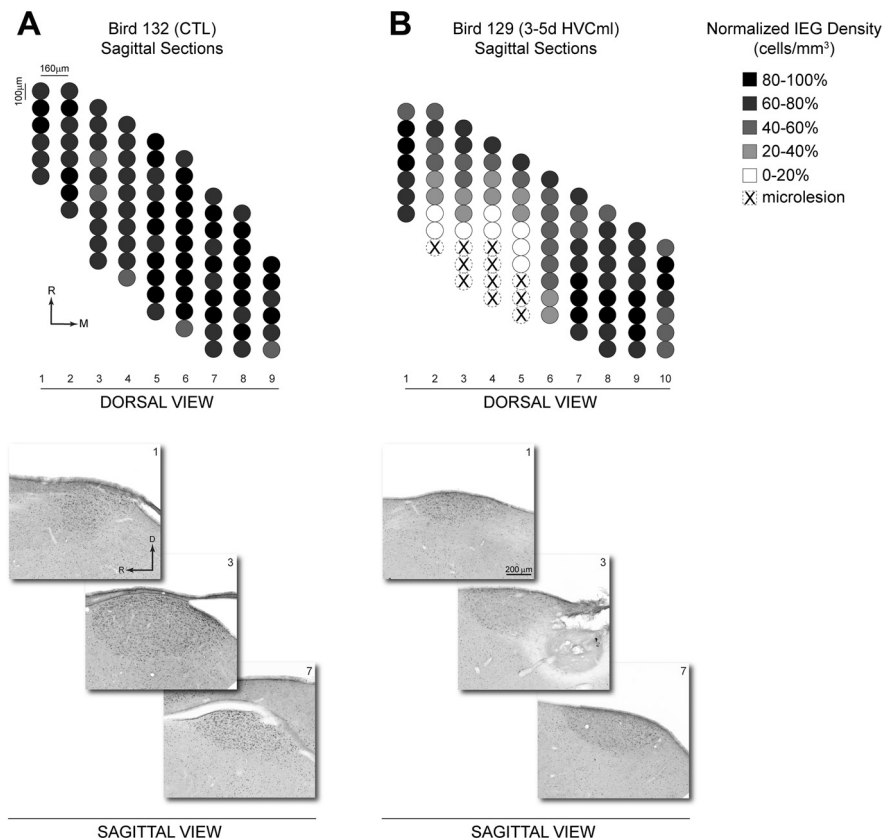 A
Bird 132 (CTL)
Sagittal Sections
160μm
100μm
R
M
1 2 3 4 5 6 7 8 9
DORSAL VIEW
1
D
R
3
7
SAGITTAL VIEW
B
Bird 129 (3-5d HVCml)
Sagittal Sections
X
X X
X X X
X X X
X X
1 2 3 4 5 6 7 8 9 10
DORSAL VIEW
1
200 μm
3
7
SAGITTAL VIEW
Normalized IEG Density
(cells/mm³)
80-100%
60-80%
40-60%
20-40%
0-20%
X microlesion